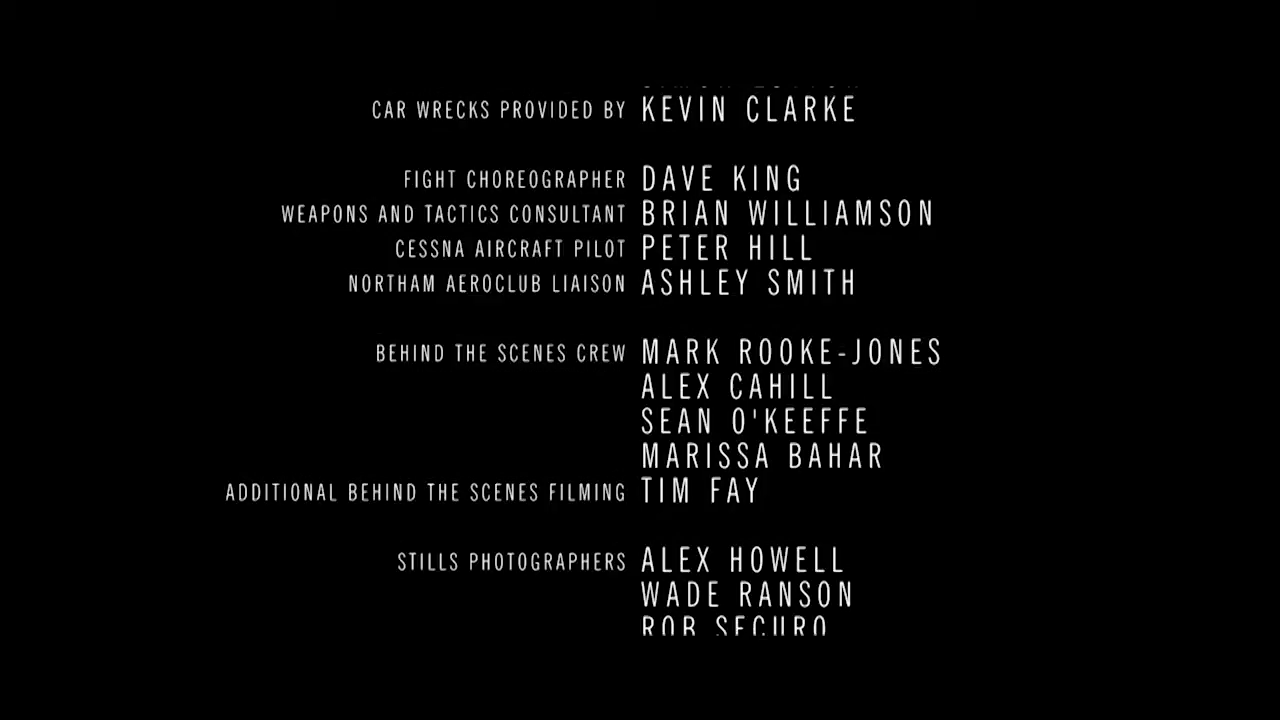 CAR WRECKS PROVIDED BY KEVIN CLARKE
FIGHT CHOREOGRAPHER DAVE KING
WEAPONS AND TACTICS CONSULTANT BRIAN WILLIAMSON
CESSNA AIRCRAFT PILOT PETER HILL
NORTHAM AEROCLUB LIAISON ASHLEY SMITH
BEHIND THE SCENES CREW MARK ROOKE-JONES
ALEX CAHILL
SEAN O'KEEFFE
MARISSA BAHAR
ADDITIONAL BEHIND THE SCENES FILMING TIM FAY
STILLS PHOTOGRAPHERS ALEX HOWELL
WADE RANSON
ROB SECURO